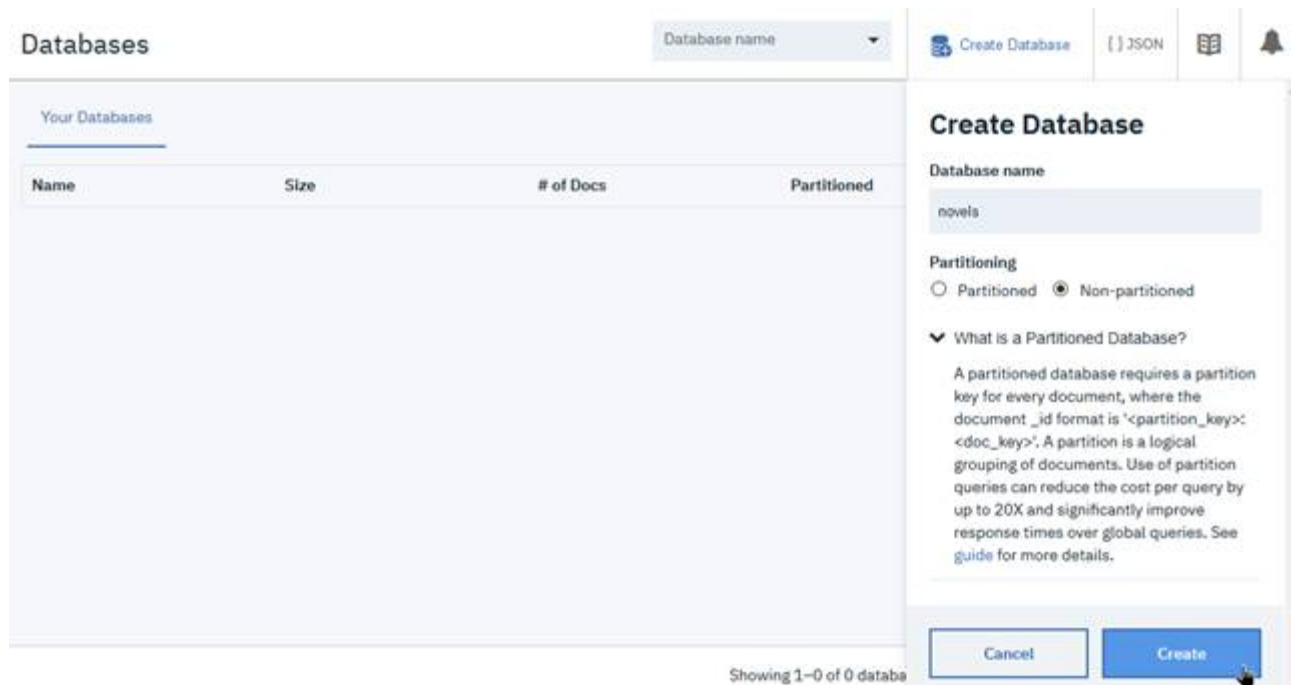 Databases
Database name
Create Database
{ } JSON
Your Databases
Name Size # of Docs Partitioned
Create Database
Database name
novels
Partitioning
Partitioned Non-partitioned
What is a Partitioned Database?
A partitioned database requires a partition
key for every document, where the
document _id format is '<partition_key>:
<doc_key>'. A partition is a logical
grouping of documents. Use of partition
queries can reduce the cost per query by
up to 20X and significantly improve
response times over global queries. See
guide for more details.
Cancel Create
Showing 1–0 of 0 databa